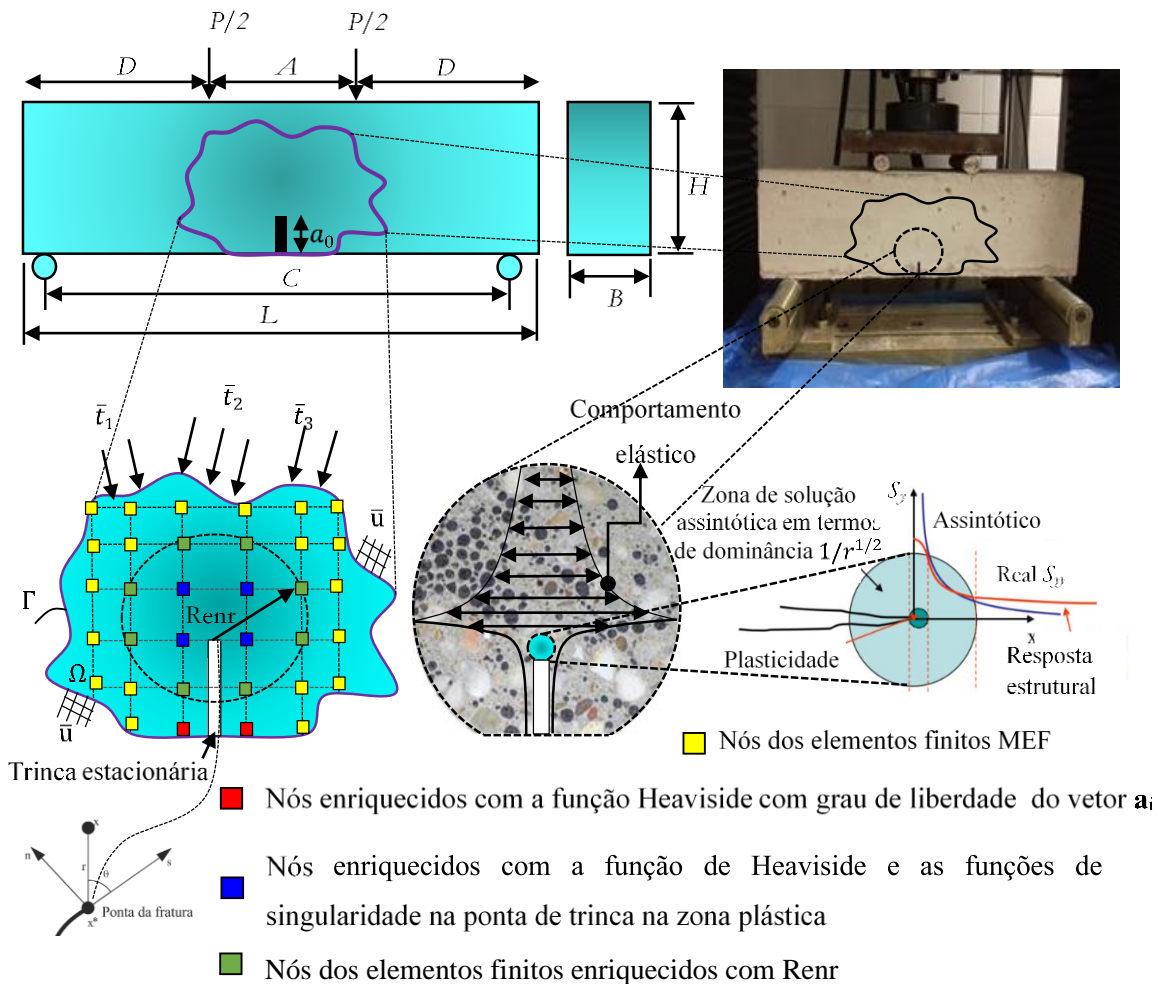 P/2
P/2
D
A
D
H
a₀
C
B
L
t̄₁
t̄₂
t̄₃
Comportamento
elástico
Zona de solução
assintótica em termos
de dominância 1/r^1/2
Sy
Assintótico
Real Syy
x
Resposta
estrutural
Plasticidade
ū
Γ
Renr
Ω
ū
Trinca estacionária
Nós dos elementos finitos MEF
Nós enriquecidos com a função Heaviside com grau de liberdade do vetor aᵢ
Nós enriquecidos com a função de Heaviside e as funções de
singularidade na ponta de trinca na zona plástica
Nós dos elementos finitos enriquecidos com Renr
x
n
r
θ
s
Ponta da fratura
x*